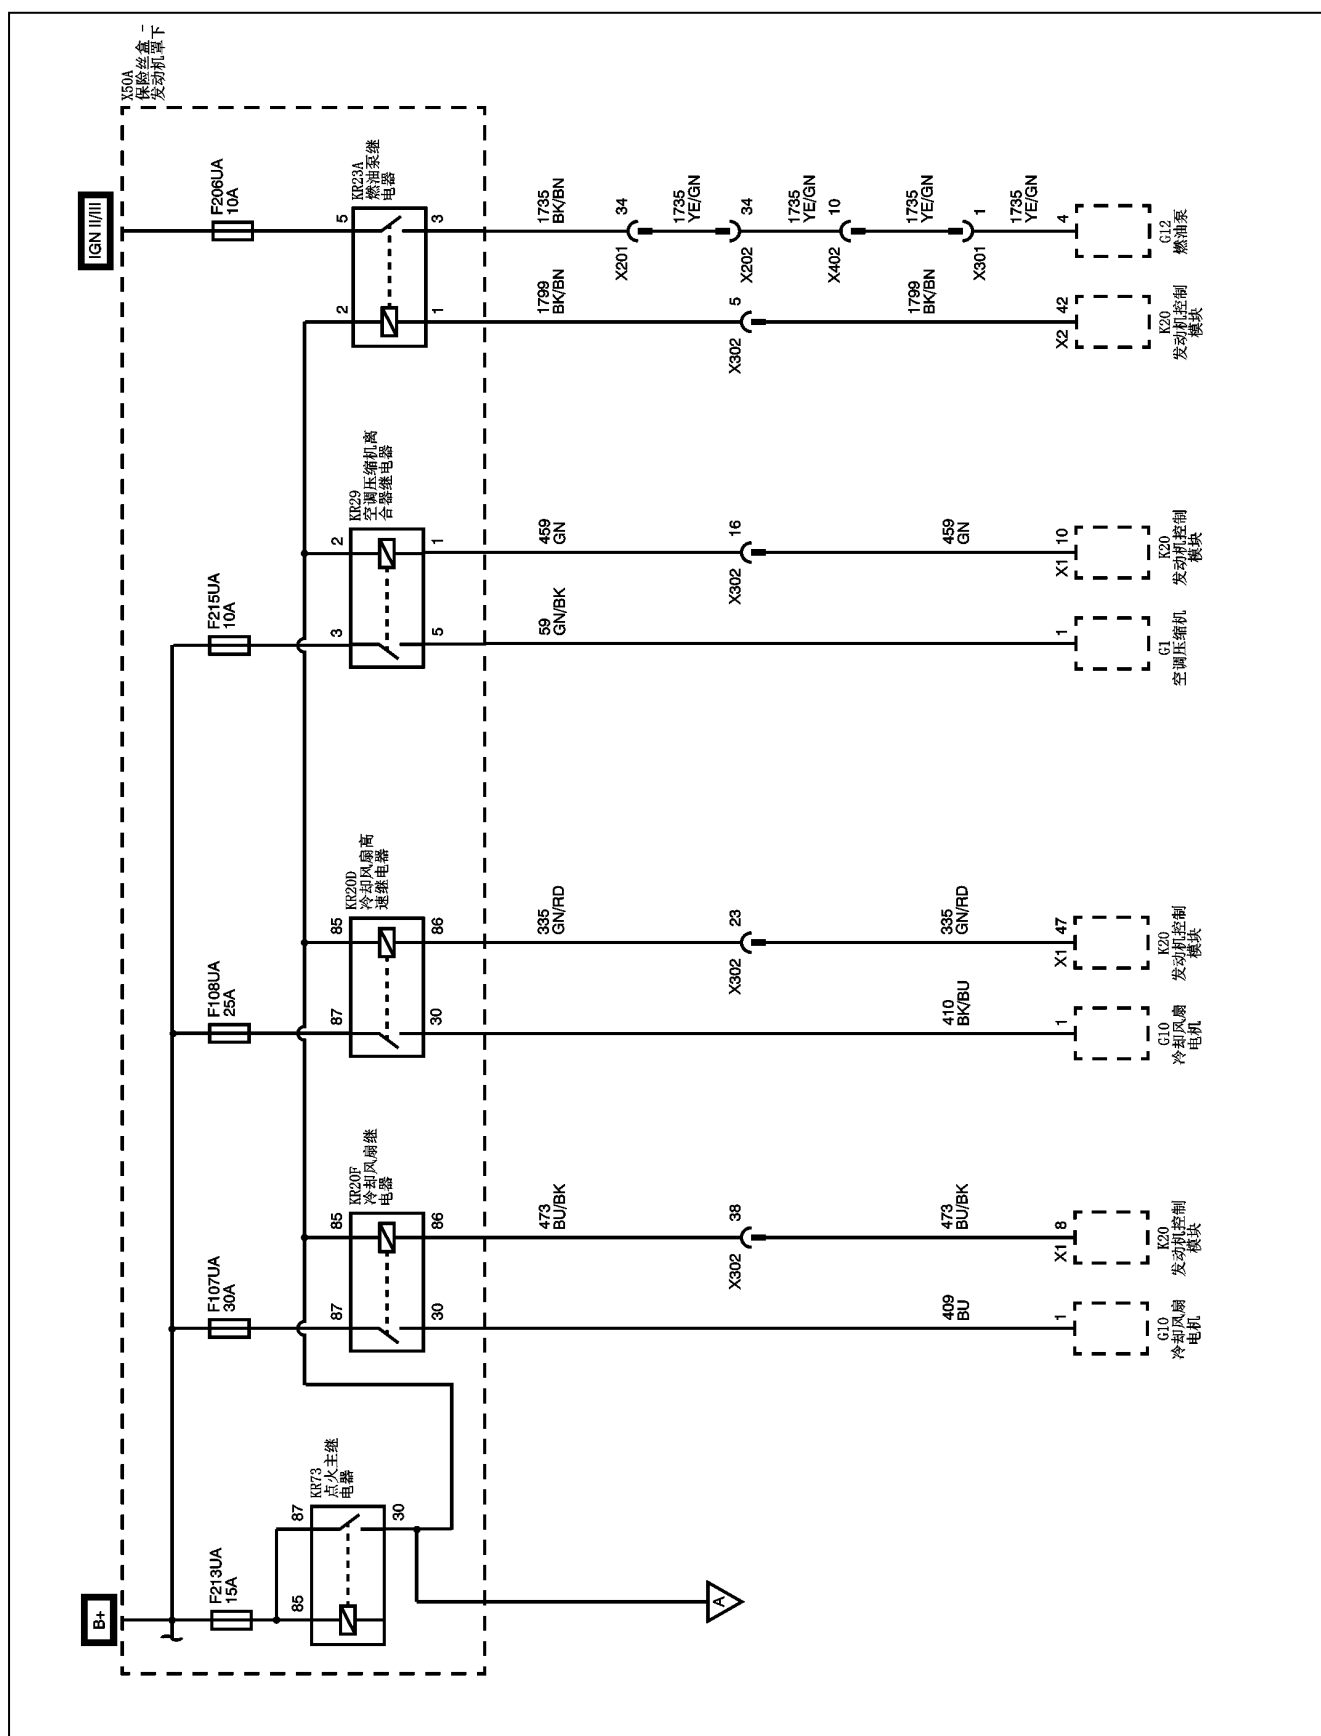 X50A
保险丝盒 -
发动机罩下
B+
IGN II/III
F213UA
15A
F107UA
30A
F108UA
25A
F215UA
10A
F206UA
10A
KR73
点火主继
电器
85
87
30
KR20F
冷却风扇继
电器
87
85
30
86
KR20D
冷却风扇高
速继电器
87
85
30
86
KR29
空调压缩机离
合器继电器
3
2
5
1
KR23A
燃油泵继
电器
2
5
1
3
A
409
BU
1
G10
冷却风扇
电机
473
BU/BK
X302
38
473
BU/BK
X1
8
K20
发动机控制
模块
410
BK/BU
1
G10
冷却风扇
电机
335
GN/RD
X302
23
335
GN/RD
X1
47
K20
发动机控制
模块
59
GN/BK
1
G1
空调压缩机
459
GN
X302
16
459
GN
X1
10
K20
发动机控制
模块
1799
BK/BN
X302
5
1799
BK/BN
X2
42
K20
发动机控制
模块
1735
BK/BN
X201
34
1735
YE/GN
X202
34
1735
YE/GN
X402
10
1735
YE/GN
X301
1
1735
YE/GN
4
G12
燃油泵